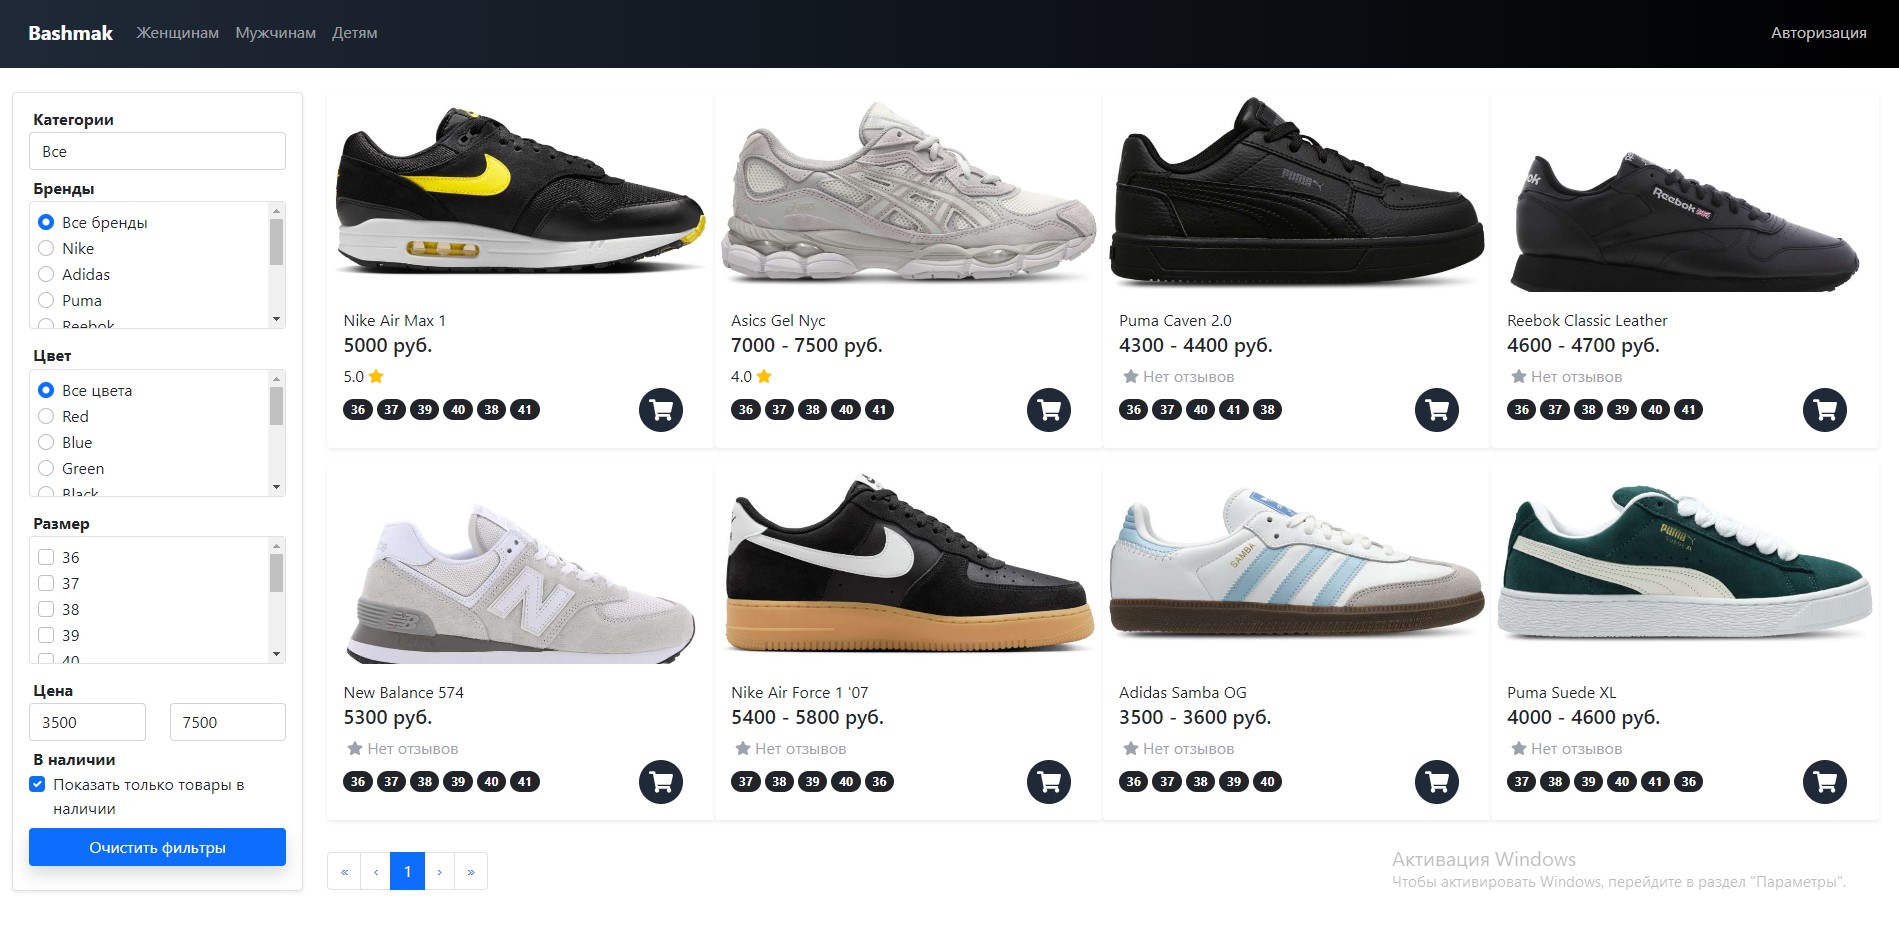 Bashmak Женщинам Мужчинам Детям Авторизация
Категории
Все
Бренды
Все бренды
Nike
Adidas
Puma
Reebok
Цвет
Все цвета
Red
Blue
Green
Black
Размер
36
37
38
39
40
Цена
3500 7500
В наличии
Показать только товары в
наличии
Очистить фильтры
PUMA
Reebok
Nike Air Max 1
5000 руб.
5.0
36 37 39 40 38 41
Asics Gel Nyc
7000 - 7500 руб.
4.0
36 37 38 40 41
Puma Caven 2.0
4300 - 4400 руб.
Нет отзывов
36 37 40 41 38
Reebok Classic Leather
4600 - 4700 руб.
Нет отзывов
36 37 38 39 40 41
N
SAMBA
PUMA
New Balance 574
5300 руб.
Нет отзывов
36 37 38 39 40 41
Nike Air Force 1 '07
5400 - 5800 руб.
Нет отзывов
37 38 39 40 36
Adidas Samba OG
3500 - 3600 руб.
Нет отзывов
36 37 38 39 40
Puma Suede XL
4000 - 4600 руб.
Нет отзывов
37 38 39 40 41 36
« ‹ 1 › »
Активация Windows
Чтобы активировать Windows, перейдите в раздел "Параметры".